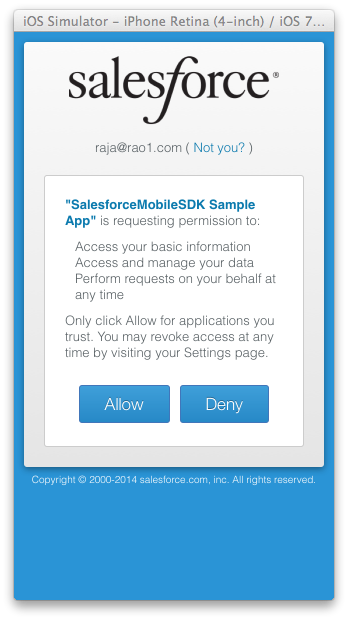 iOS Simulator – iPhone Retina (4-inch) / iOS 7...
salesforce®
raja@rao1.com ( Not you? )
"SalesforceMobileSDK Sample
App" is requesting permission to:
Access your basic information
Access and manage your data
Perform requests on your behalf at
any time
Only click Allow for applications you
trust. You may revoke access at any
time by visiting your Settings page.
Allow Deny
Copyright © 2000-2014 salesforce.com, inc. All rights reserved.